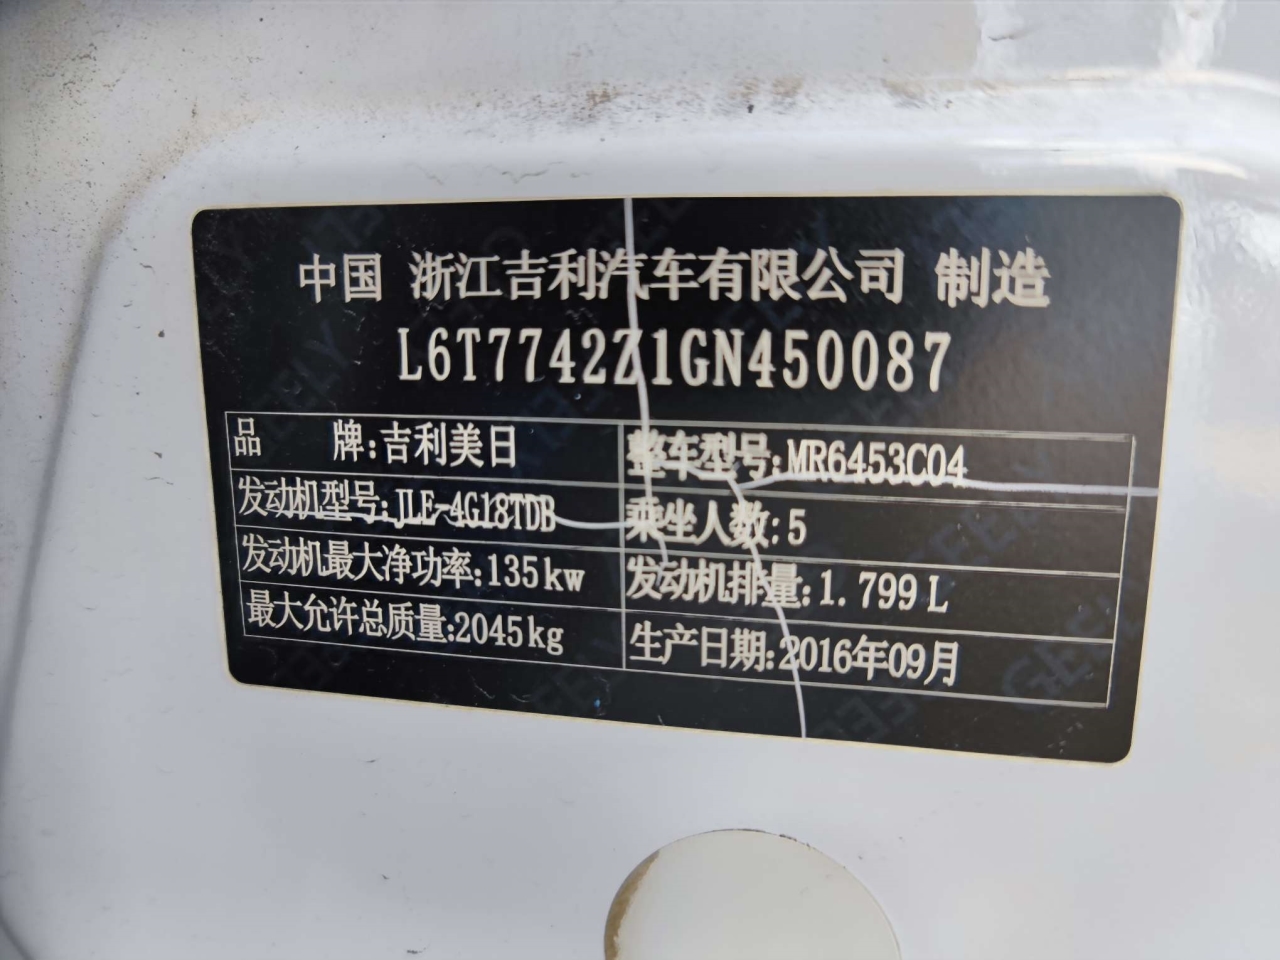 中国 浙江吉利汽车有限公司 制造
L6T7742Z1GN450087
品 牌:吉利美日 整车型号:MR6453C04
发动机型号:JLE-4G18TDB 乘坐人数:5
发动机最大净功率:135kw 发动机排量:1.799L
最大允许总质量:2045kg 生产日期:2016年09月